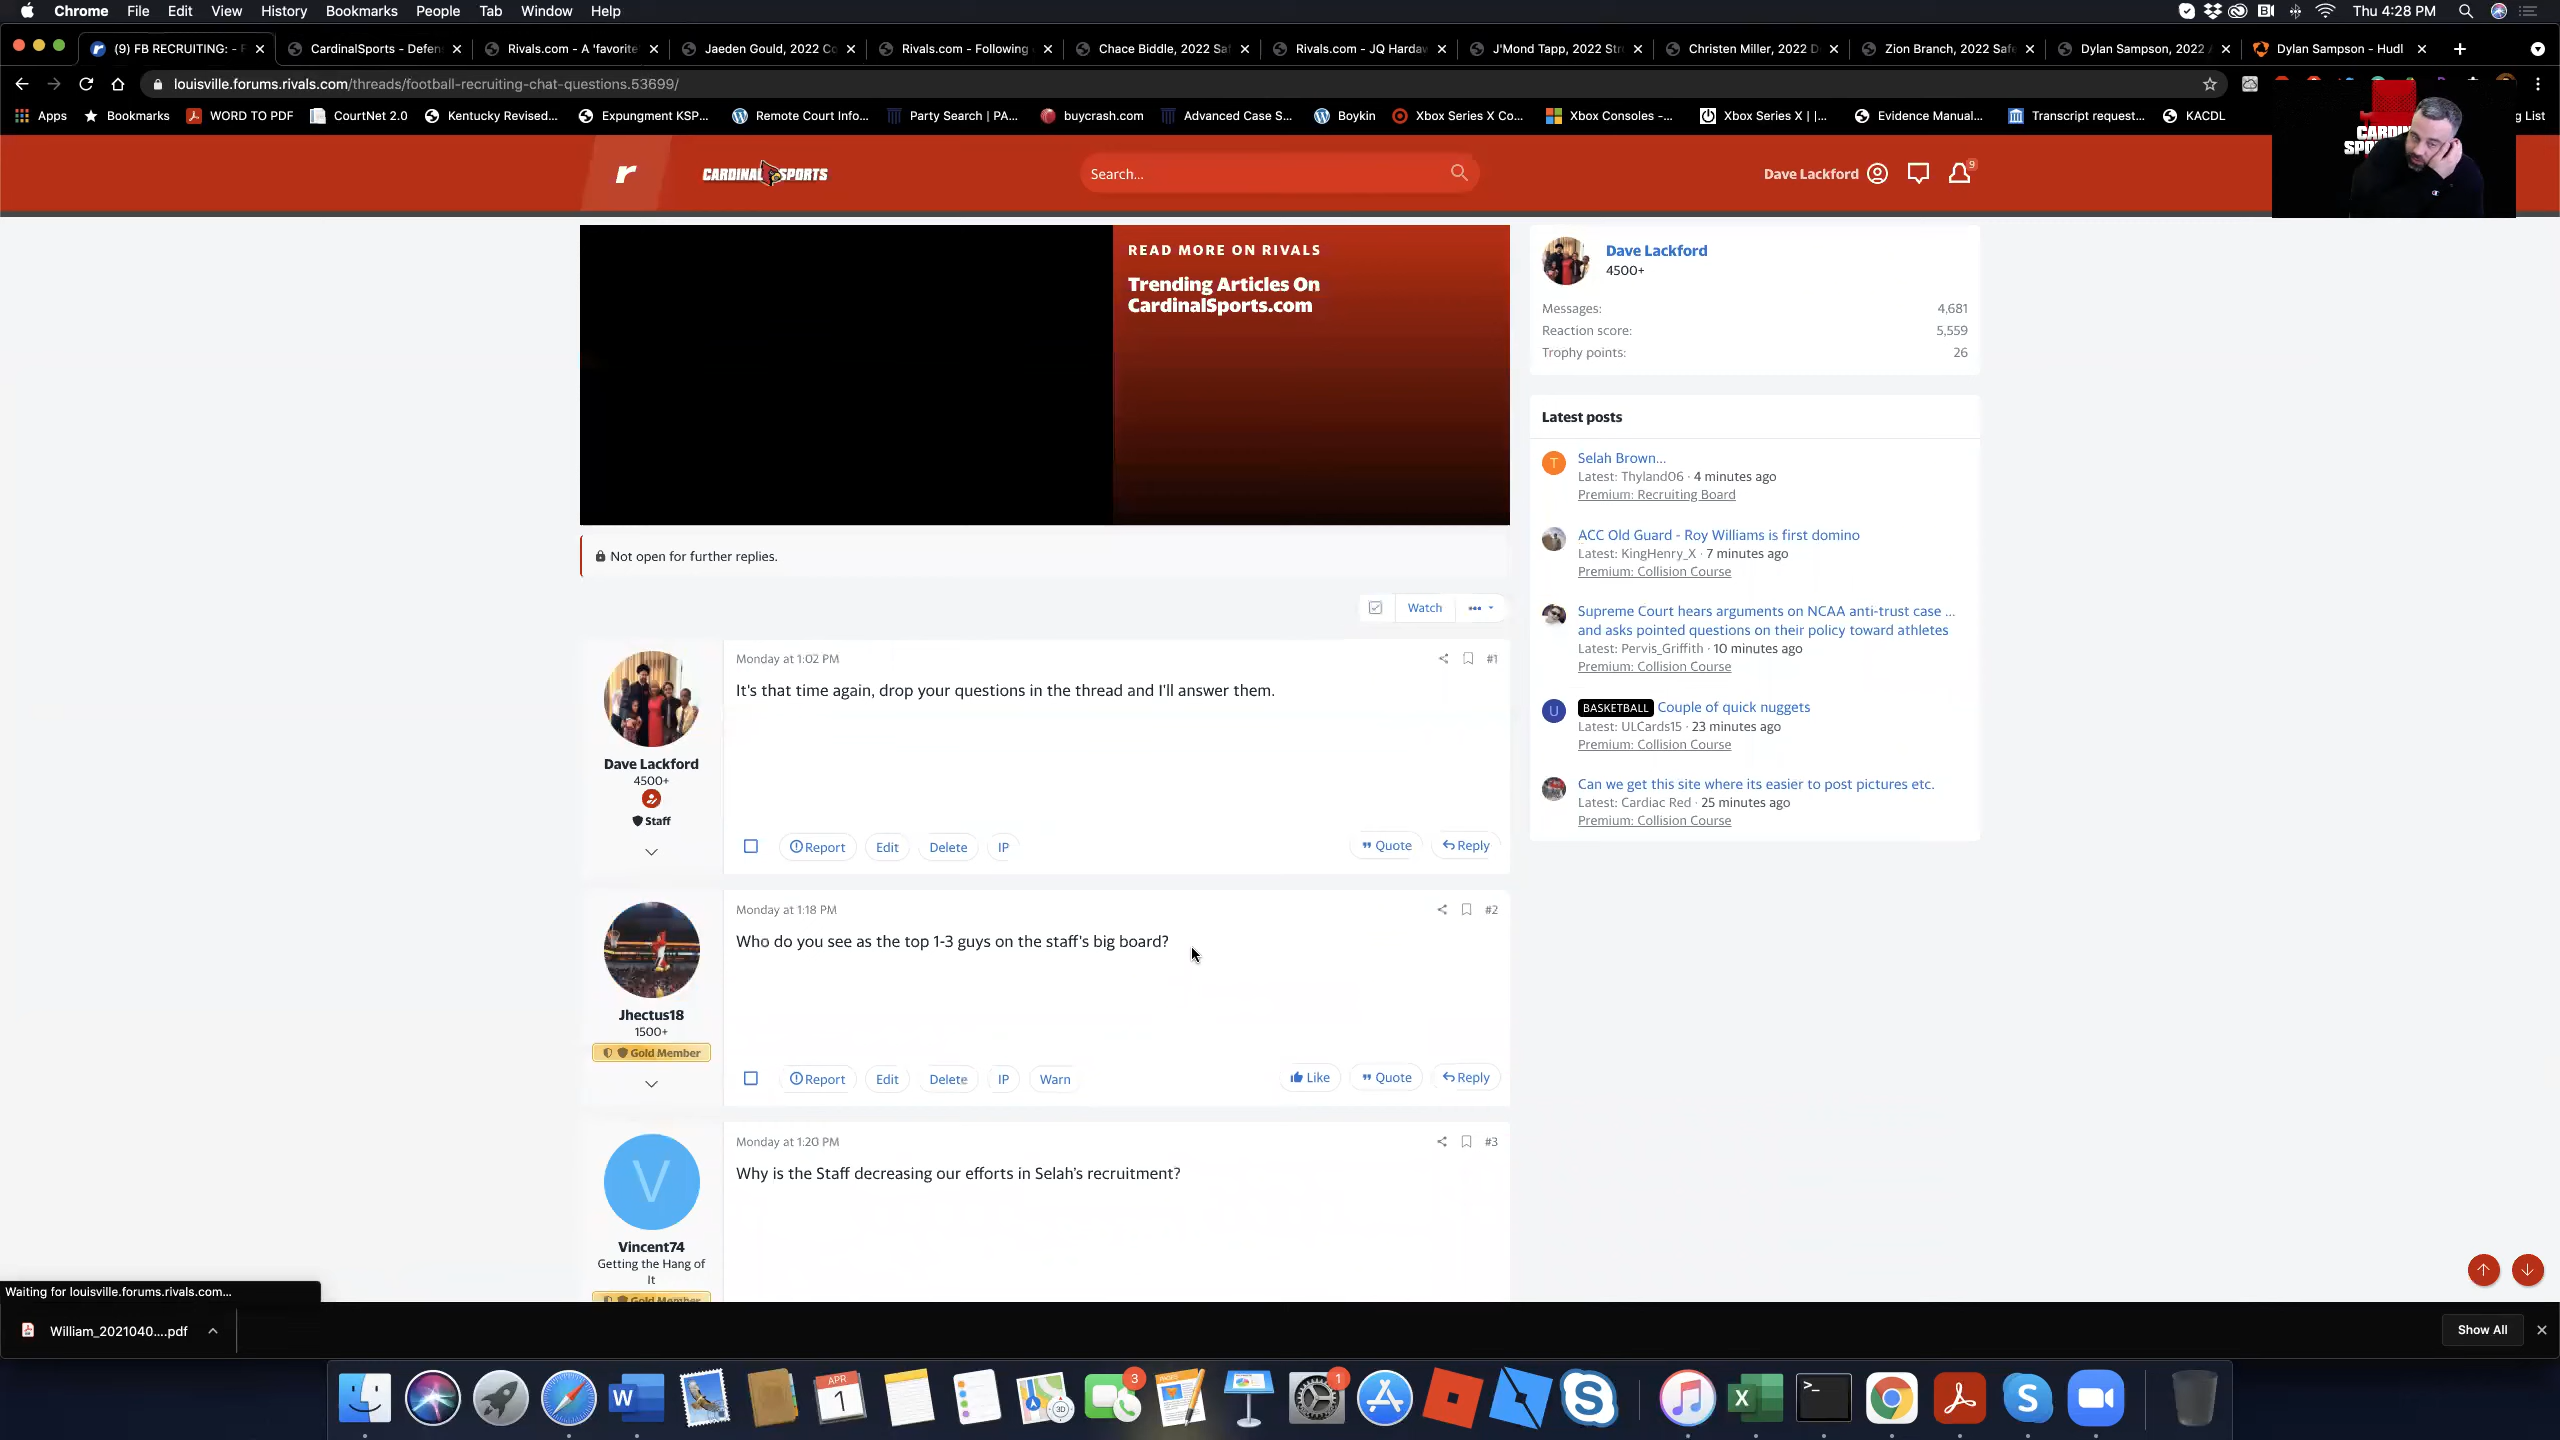 Chrome File Edit View History Bookmarks People Tab Window Help
Thu 4:28 PM
(9) FB RECRUITING: - F
CardinalSports - Defen
Rivals.com - A 'favorite
Jaeden Gould, 2022 Co
Rivals.com - Following
Chace Biddle, 2022 Saf
Rivals.com - JQ Hardaw
J'Mond Tapp, 2022 Str
Christen Miller, 2022 D
Zion Branch, 2022 Safe
Dylan Sampson, 2022
Dylan Sampson - Hudl
louisville.forums.rivals.com/threads/football-recruiting-chat-questions.53699/
Apps
Bookmarks
WORD TO PDF
CourtNet 2.0
Kentucky Revised...
Expungment KSP...
Remote Court Info...
Party Search | PA...
buycrash.com
Advanced Case S...
Boykin
Xbox Series X Co...
Xbox Consoles -...
Xbox Series X | |...
Evidence Manual...
Transcript request...
KACDL
g List
r
CARDINAL SPORTS
Search...
Dave Lackford
9
READ MORE ON RIVALS
Trending Articles On
CardinalSports.com
Not open for further replies.
Watch
Monday at 1:02 PM
#1
It's that time again, drop your questions in the thread and I'll answer them.
Dave Lackford
4500+
Staff
Report Edit Delete IP
Quote Reply
Monday at 1:18 PM
#2
Who do you see as the top 1-3 guys on the staff's big board?
Jhectus18
1500+
Gold Member
Report Edit Delete IP Warn
Like Quote Reply
Monday at 1:20 PM
#3
Why is the Staff decreasing our efforts in Selah's recruitment?
V
Vincent74
Getting the Hang of
It
Gold Member
Dave Lackford
4500+
Messages: 4,681
Reaction score: 5,559
Trophy points: 26
Latest posts
T
Selah Brown...
Latest: Thyland06 · 4 minutes ago
Premium: Recruiting Board
ACC Old Guard - Roy Williams is first domino
Latest: KingHenry_X · 7 minutes ago
Premium: Collision Course
Supreme Court hears arguments on NCAA anti-trust case ...
and asks pointed questions on their policy toward athletes
Latest: Pervis_Griffith · 10 minutes ago
Premium: Collision Course
U
BASKETBALL Couple of quick nuggets
Latest: ULCards15 · 23 minutes ago
Premium: Collision Course
Can we get this site where its easier to post pictures etc.
Latest: Cardiac Red · 25 minutes ago
Premium: Collision Course
Waiting for louisville.forums.rivals.com...
William_2021040....pdf
Show All
APR
1
3
1